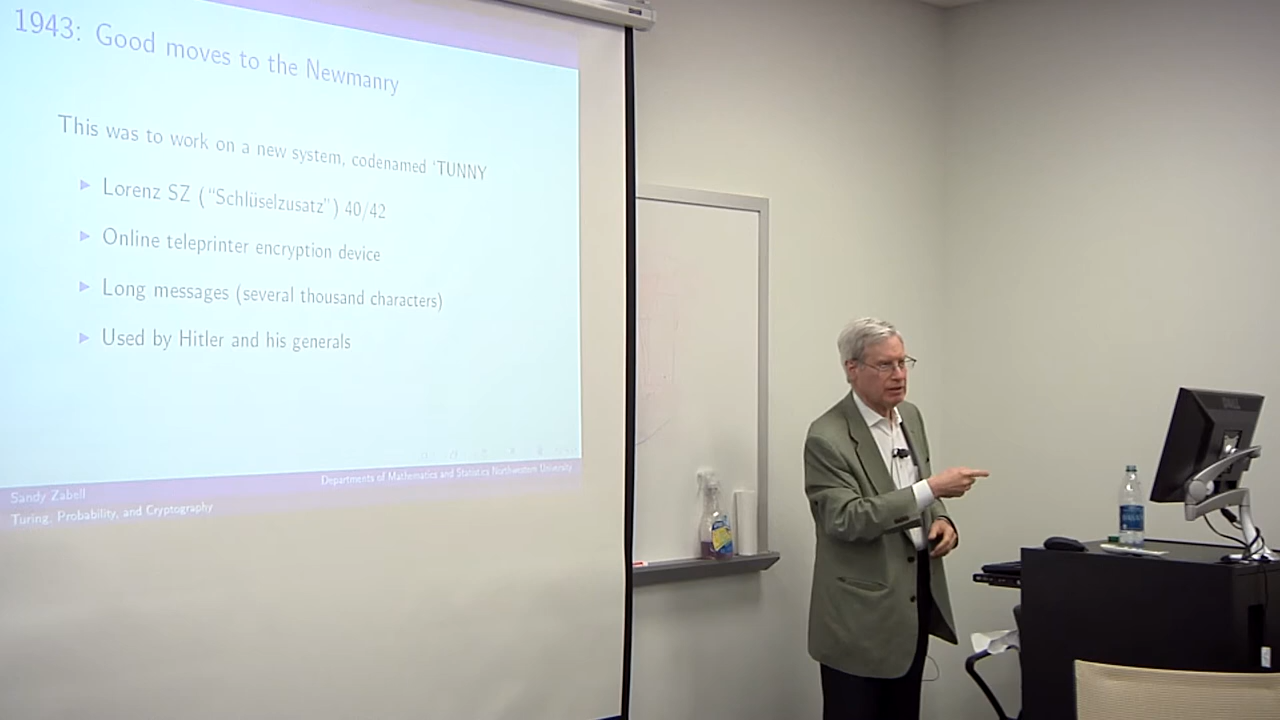 1943: Good moves to the Newmanry
This was to work on a new system, codenamed 'TUNNY
Lorenz SZ ("Schlüselzusatz") 40/42
Online teleprinter encryption device
Long messages (several thousand characters)
Used by Hitler and his generals
Sandy Zabell
Departments of Mathematics and Statistics Northwestern University
Turing, Probability, and Cryptography
DELL